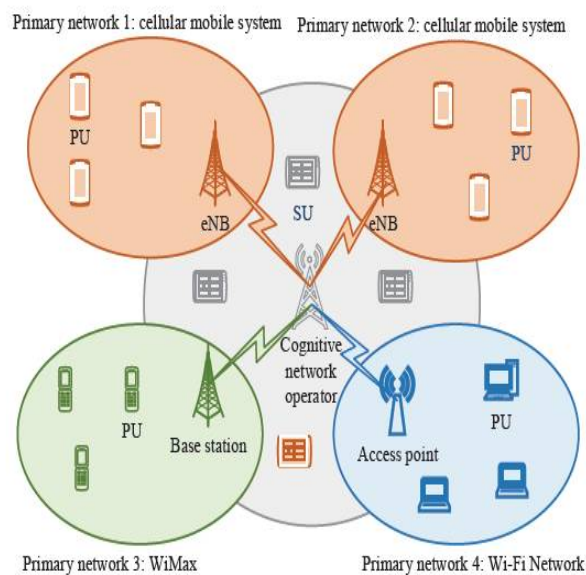 Primary network 1: cellular mobile system
Primary network 2: cellular mobile system
PU
PU
SU
eNB
eNB
Cognitive
network
operator
PU
Base station
PU
Access point
Primary network 3: WiMax
Primary network 4: Wi-Fi Network